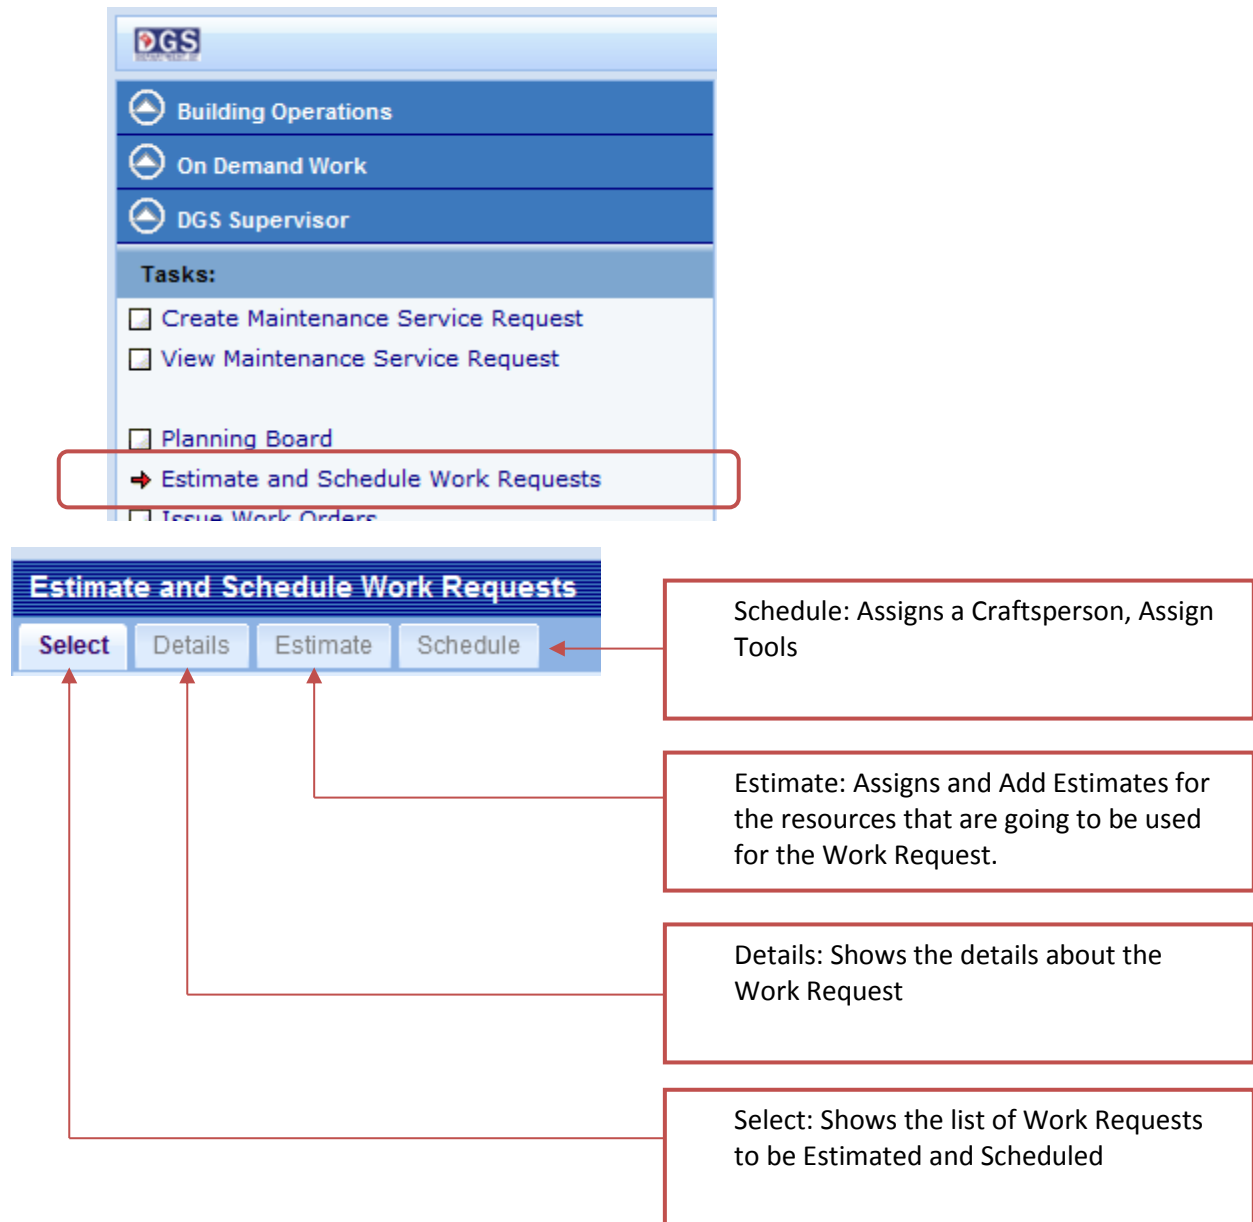 DGS
Building Operations
On Demand Work
DGS Supervisor
Tasks:
Create Maintenance Service Request
View Maintenance Service Request
Planning Board
Estimate and Schedule Work Requests
Issue Work Orders
Estimate and Schedule Work Requests
Select Details Estimate Schedule
Schedule: Assigns a Craftsperson, Assign
Tools
Estimate: Assigns and Add Estimates for
the resources that are going to be used
for the Work Request.
Details: Shows the details about the
Work Request
Select: Shows the list of Work Requests
to be Estimated and Scheduled